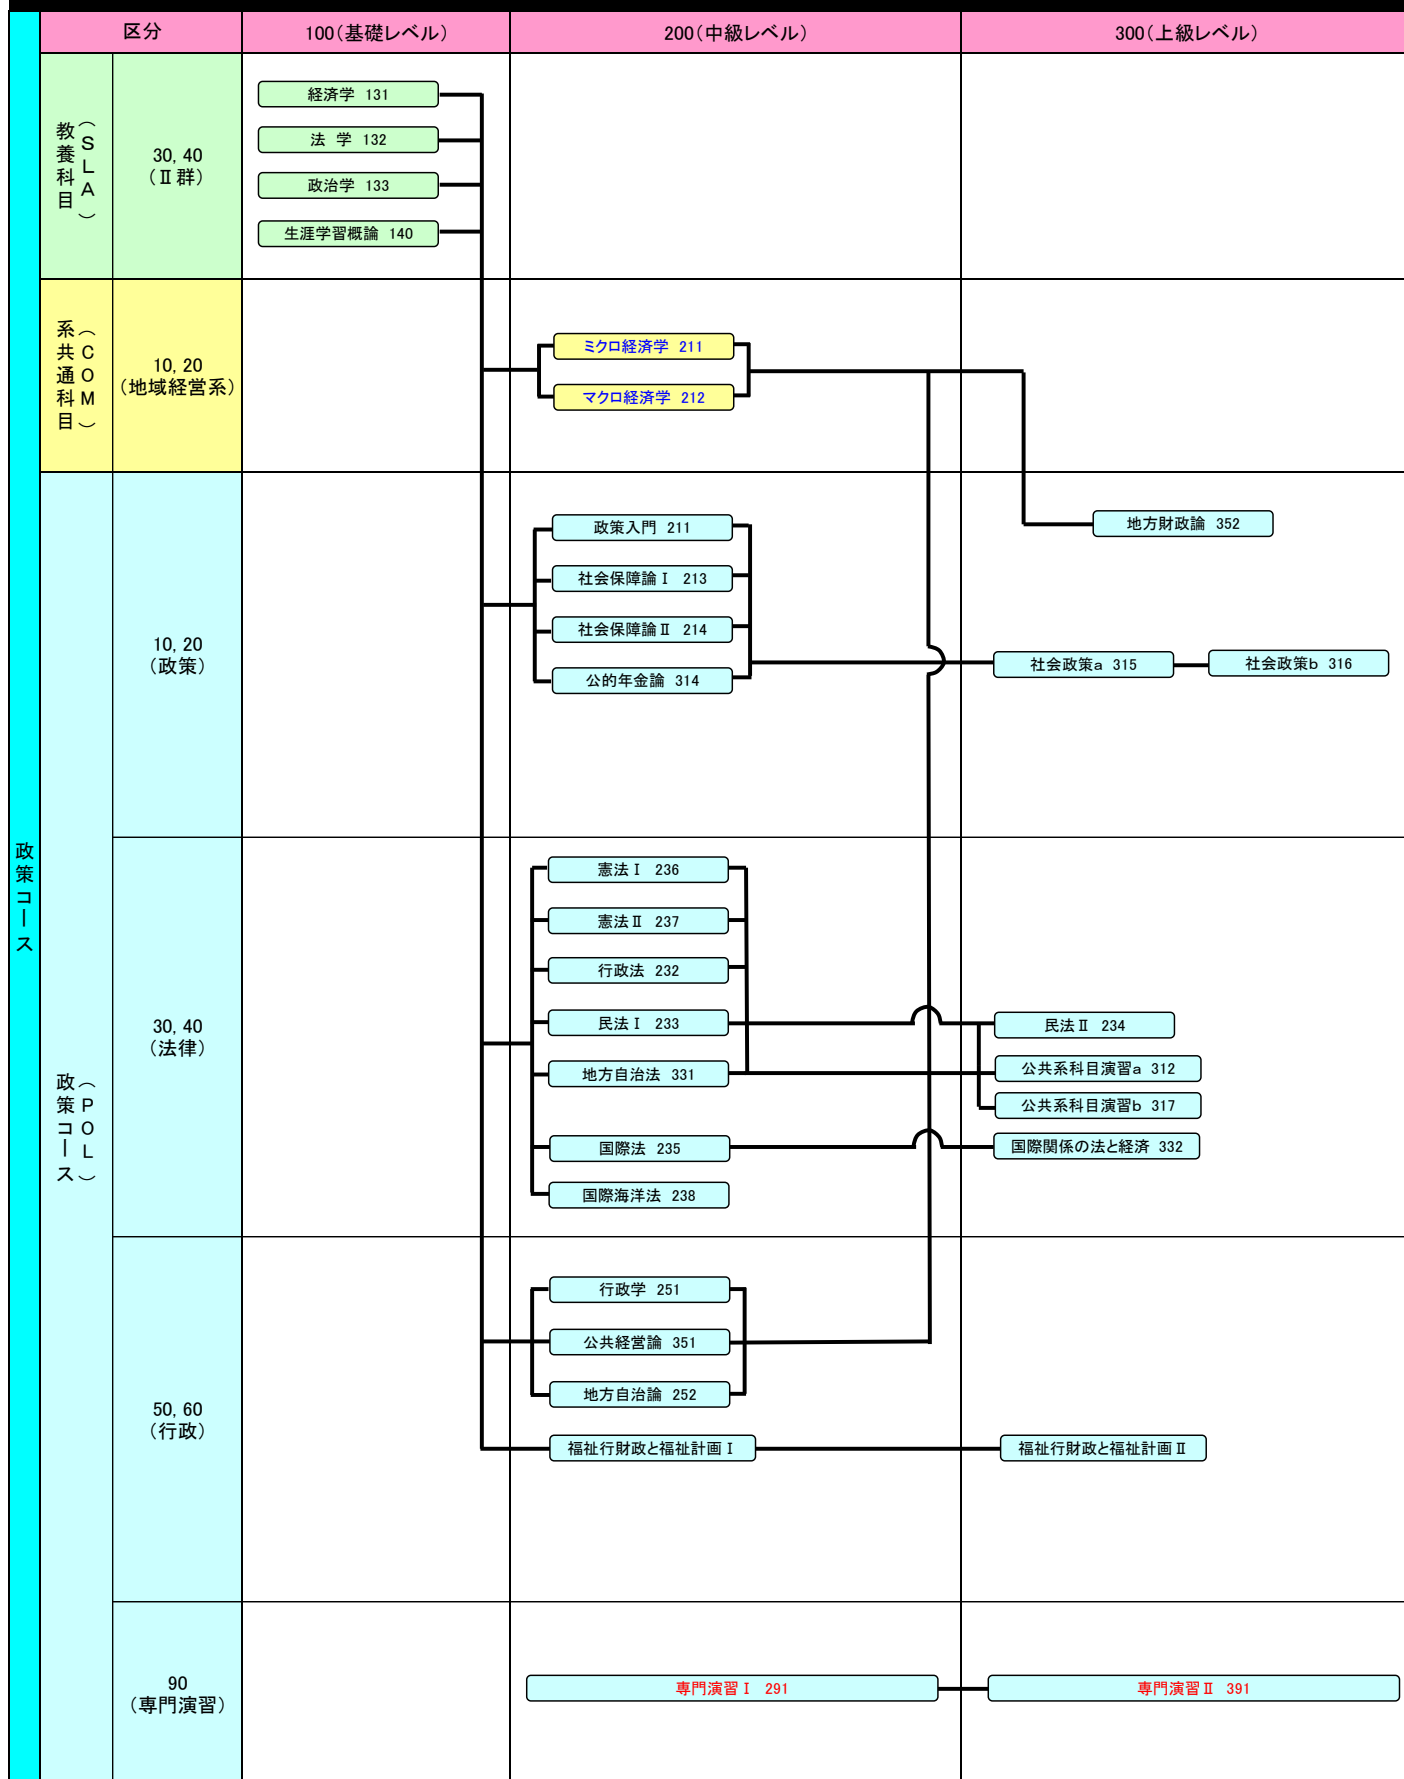 区分
100(基礎レベル)
200(中級レベル)
300(上級レベル)
政策コース
教養科目
(SLA)
30, 40
(Ⅱ群)
経済学 131
法 学 132
政治学 133
生涯学習概論 140
系共通科目
(COM)
10, 20
(地域経営系)
ミクロ経済学 211
マクロ経済学 212
政策コース
(POL)
10, 20
(政策)
政策入門 211
社会保障論Ⅰ 213
社会保障論Ⅱ 214
公的年金論 314
地方財政論 352
社会政策a 315
社会政策b 316
30, 40
(法律)
憲法Ⅰ 236
憲法Ⅱ 237
行政法 232
民法Ⅰ 233
地方自治法 331
国際法 235
国際海洋法 238
民法Ⅱ 234
公共系科目演習a 312
公共系科目演習b 317
国際関係の法と経済 332
50, 60
(行政)
行政学 251
公共経営論 351
地方自治論 252
福祉行財政と福祉計画Ⅰ
福祉行財政と福祉計画Ⅱ
90
(専門演習)
専門演習Ⅰ 291
専門演習Ⅱ 391